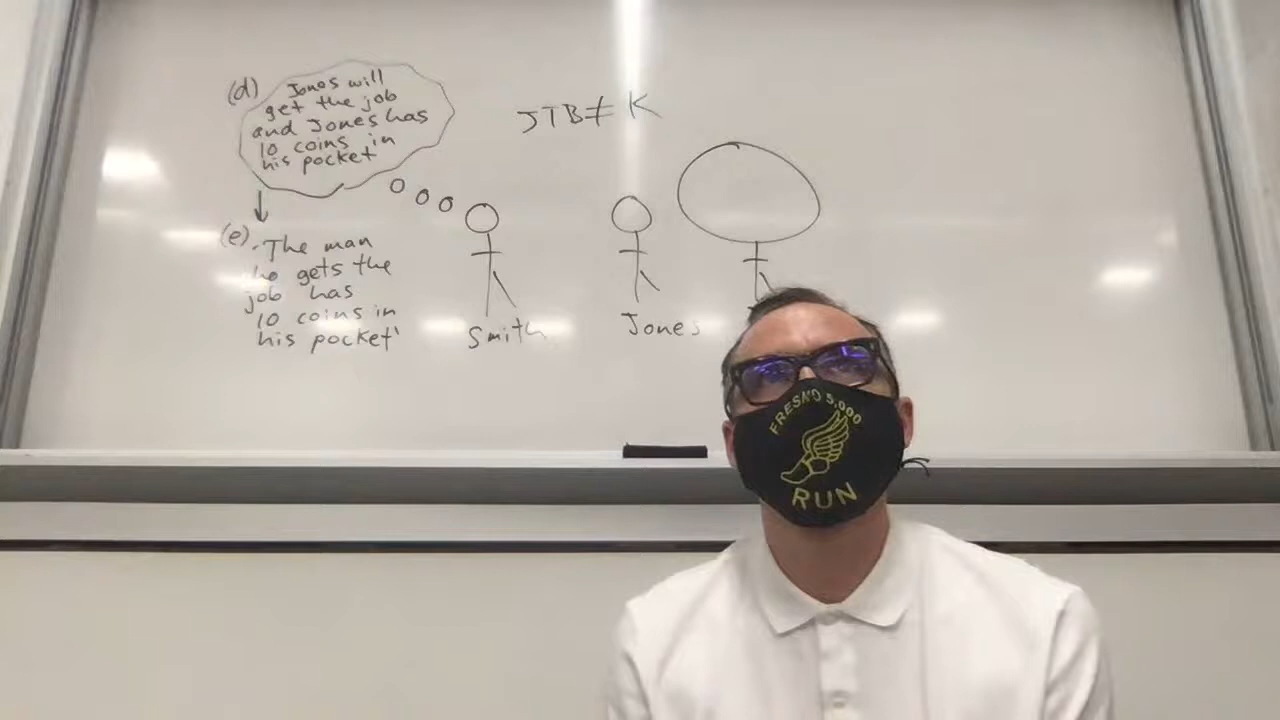 (d) Jones will
get the job
and Jones has
10 coins in
his pocket
JTB ≠ K
(e) "The man
who gets the
job has
10 coins in
his pocket"
Smith
Jones
FRESNO 5,000
RUN